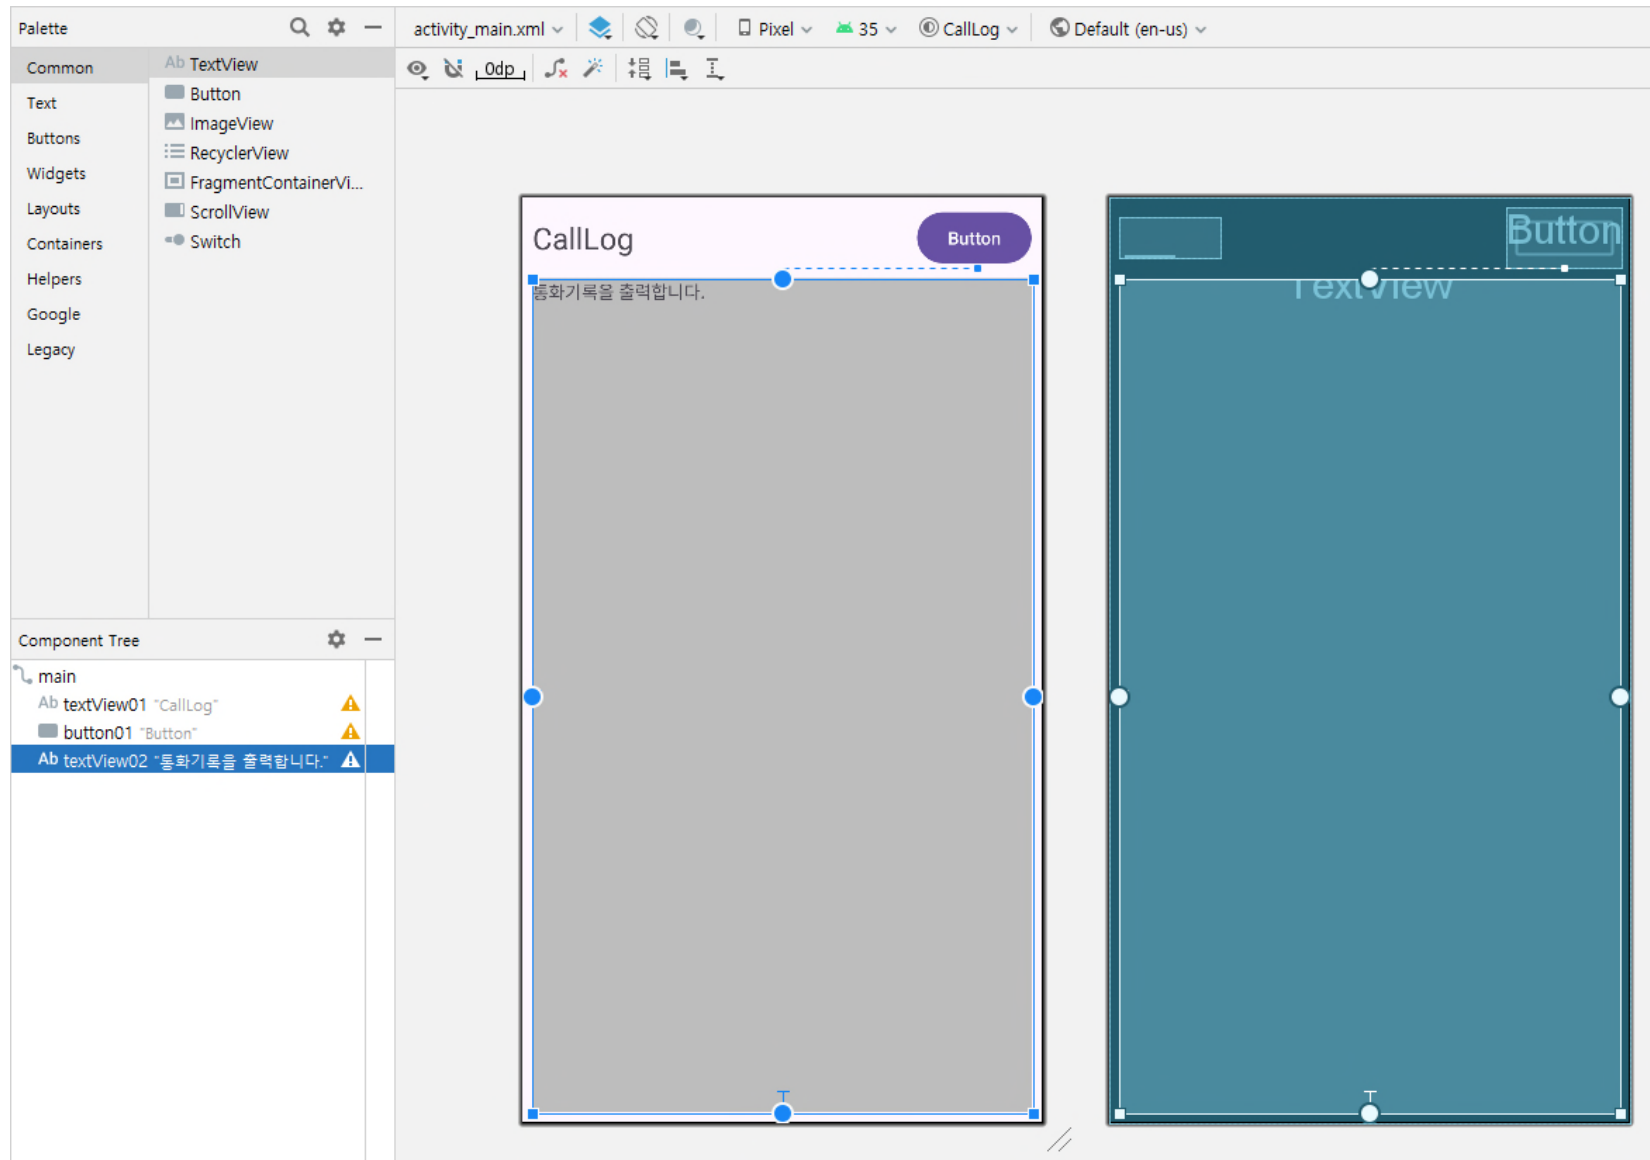 Palette
activity_main.xml
Pixel
35
CallLog
Default (en-us)
Common
Text
Buttons
Widgets
Layouts
Containers
Helpers
Google
Legacy
Ab TextView
Button
ImageView
RecyclerView
FragmentContainerVi...
ScrollView
Switch
0dp
CallLog
Button
통화기록을 출력합니다.
Button
TextView
Component Tree
main
Ab textView01 "CallLog"
button01 "Button"
Ab textView02 "통화기록을 출력합니다."